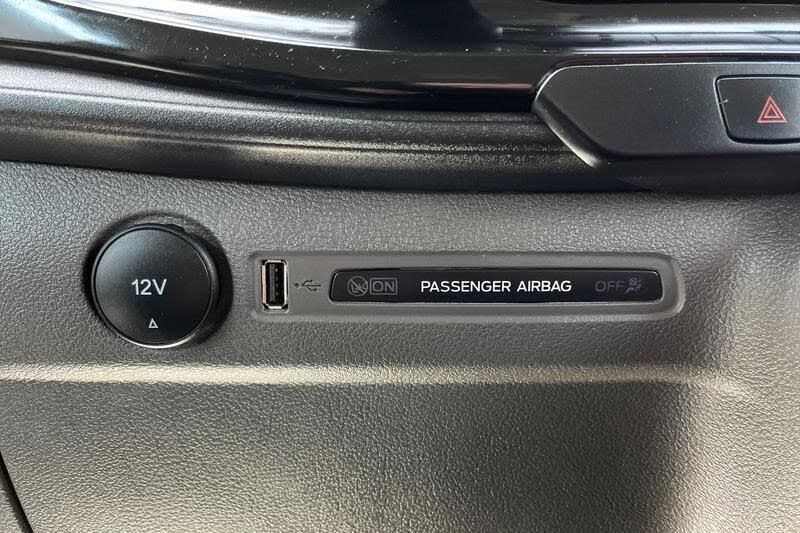 12V
ON PASSENGER AIRBAG OFF